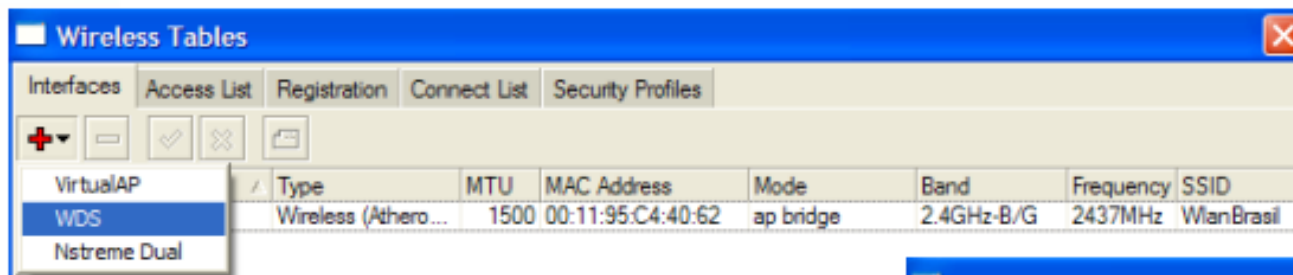 Wireless Tables
Interfaces Access List Registration Connect List Security Profiles
VirtualAP Type MTU MAC Address Mode Band Frequency SSID
WDS Wireless (Athero... 1500 00:11:95:C4:40:62 ap bridge 2.4GHz-B/G 2437MHz WlanBrasil
Nstreme Dual